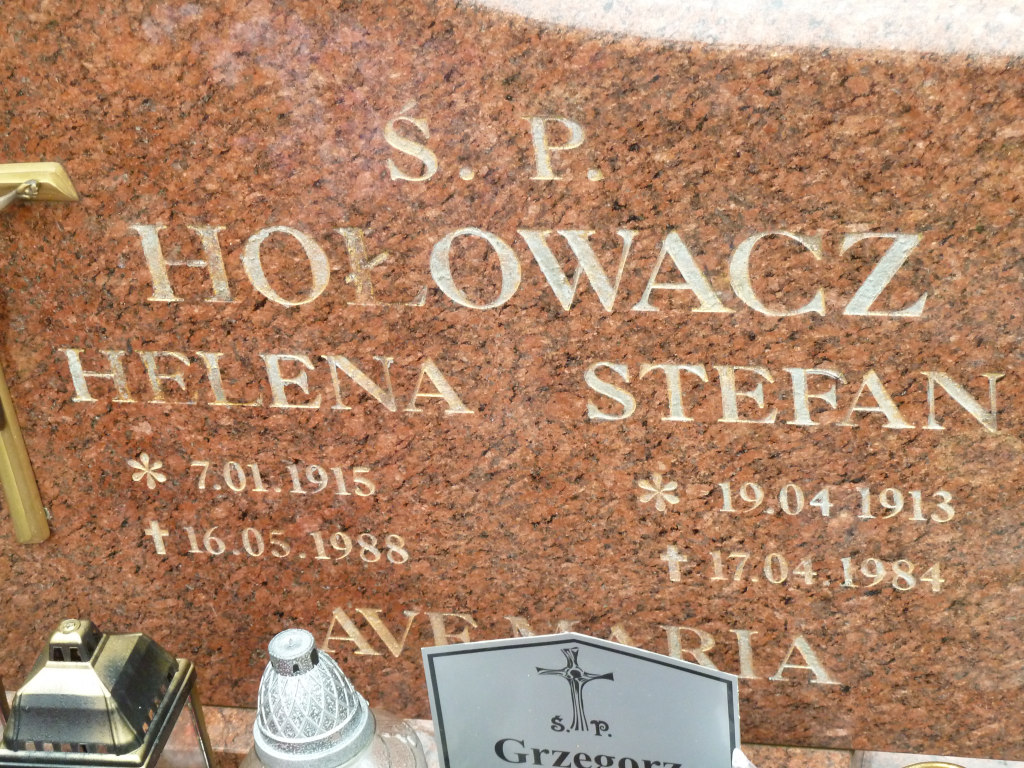 Ś. P.
HOŁOWACZ
HELENA STEFAN
* 7.01.1915 * 19.04.1913
† 16.05.1988 † 17.04.1984
AVE MARIA
Ś. P.
Grzegorz